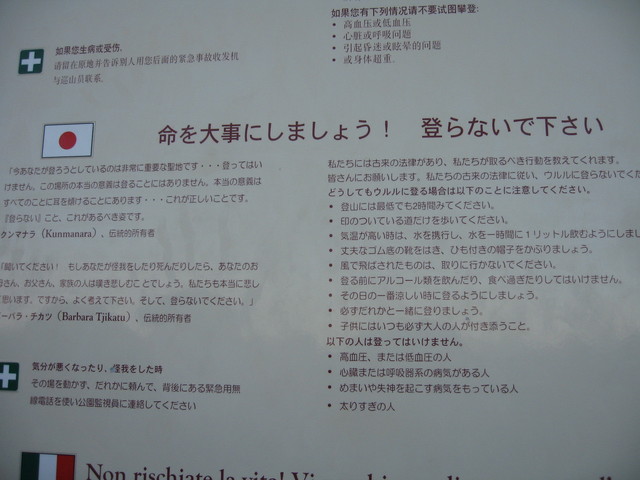 如果您有下列情况请不要试图攀登:
• 高血压或低血压
• 心脏或呼吸问题
• 引起昏迷或眩晕的问题
• 或身体超重.
如果您生病或受伤.
请留在原地并告诉别人用您后面的紧急事故收发机
与巡山员联系.
命を大事にしましょう！ 登らないで下さい
「今あなたが登ろうとしているのは非常に重要な聖地です・・・登ってはい
けません。この場所の本当の意義は登ることにはありません。本当の意義は
すべてのことに耳を傾けることにあります・・・これが正しいことです。
『登らない』こと、これがあるべき姿です。
クンマナラ（Kunmanara）、伝統的所有者
「聞いてください！ もしあなたが怪我をしたり死んだりしたら、あなたのお
母さん、お父さん、家族の人は嘆き悲しむことでしょう。私たちも本当に悲しく
思います。ですから、よく考えて下さい。そして、登らないでください。」
ーバラ・チカツ（Barbara Tjikatu）、伝統的所有者
気分が悪くなったり、怪我をした時
その場を動かず、だれかに頼んで、背後にある緊急用無
線電話を使い公園監視員に連絡してください
私たちには古来の法律があり、私たちが取るべき行動を教えてくれます。
皆さんにお願いします。私たちの古来の法律に従い、ウルルに登らないでくだ
どうしてもウルルに登る場合は以下のことに注意してください。
• 登山には最低でも2時間みてください。
• 印のついている道だけを歩いてください。
• 気温が高い時は、水を携行し、水を一時間に１リットル飲むようにしまし
• 丈夫なゴム底の靴をはき、ひも付きの帽子をかぶりましょう。
• 風で飛ばされたものは、取りに行かないでください。
• 登る前にアルコール類を飲んだり、食べ過ぎたりしてはいけません。
• その日の一番涼しい時に登るようにしましょう。
• 必ずだれかと一緒に登りましょう。
• 子供にはいつも必す大人の人が付き添うこと。
以下の人は登ってはいけません。
• 高血圧、または低血圧の人
• 心臓または呼吸器系の病気がある人
• めまいや失神を起こす病気をもっている人
• 太りすぎの人
Non rischiate la vita!